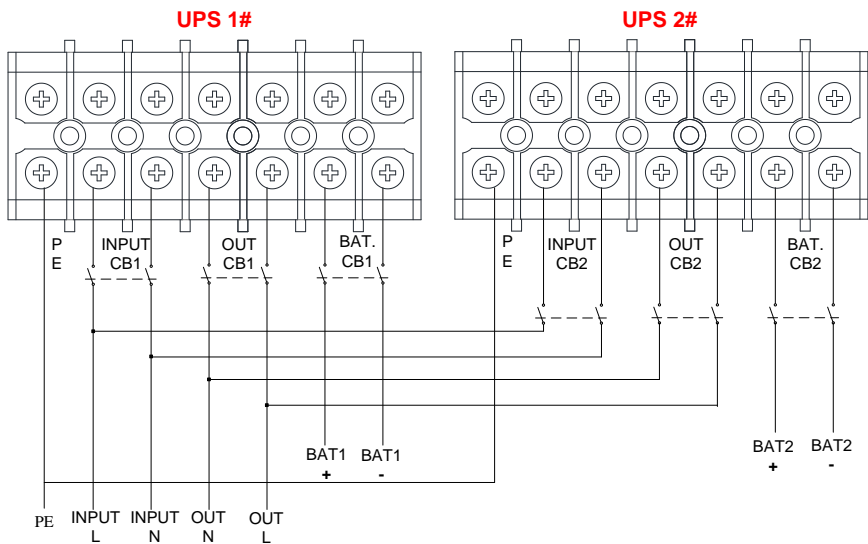 UPS 1#
UPS 2#
P
E
INPUT
CB1
OUT
CB1
BAT.
CB1
P
E
INPUT
CB2
OUT
CB2
BAT.
CB2
BAT1
+
BAT1
-
BAT2
+
BAT2
-
PE
INPUT
L
INPUT
N
OUT
N
OUT
L